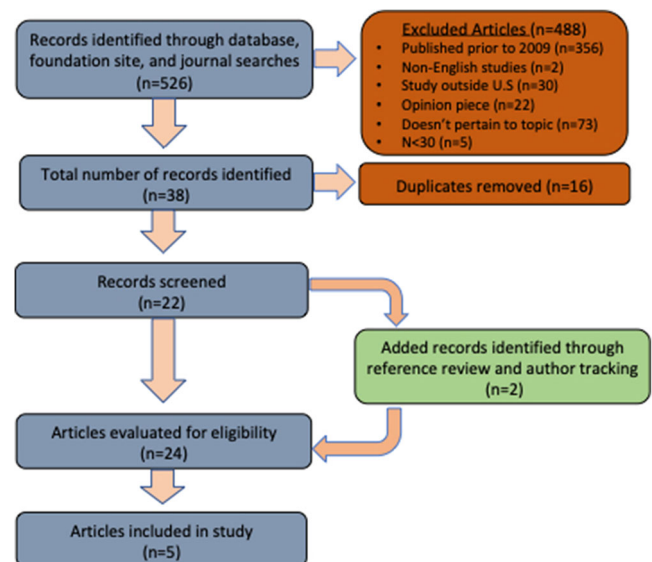 Records identified through database,
foundation site, and journal searches
(n=526)
Excluded Articles (n=488)
• Published prior to 2009 (n=356)
• Non-English studies (n=2)
• Study outside U.S (n=30)
• Opinion piece (n=22)
• Doesn't pertain to topic (n=73)
• N<30 (n=5)
Total number of records identified
(n=38)
Duplicates removed (n=16)
Records screened
(n=22)
Added records identified through
reference review and author tracking
(n=2)
Articles evaluated for eligibility
(n=24)
Articles included in study
(n=5)